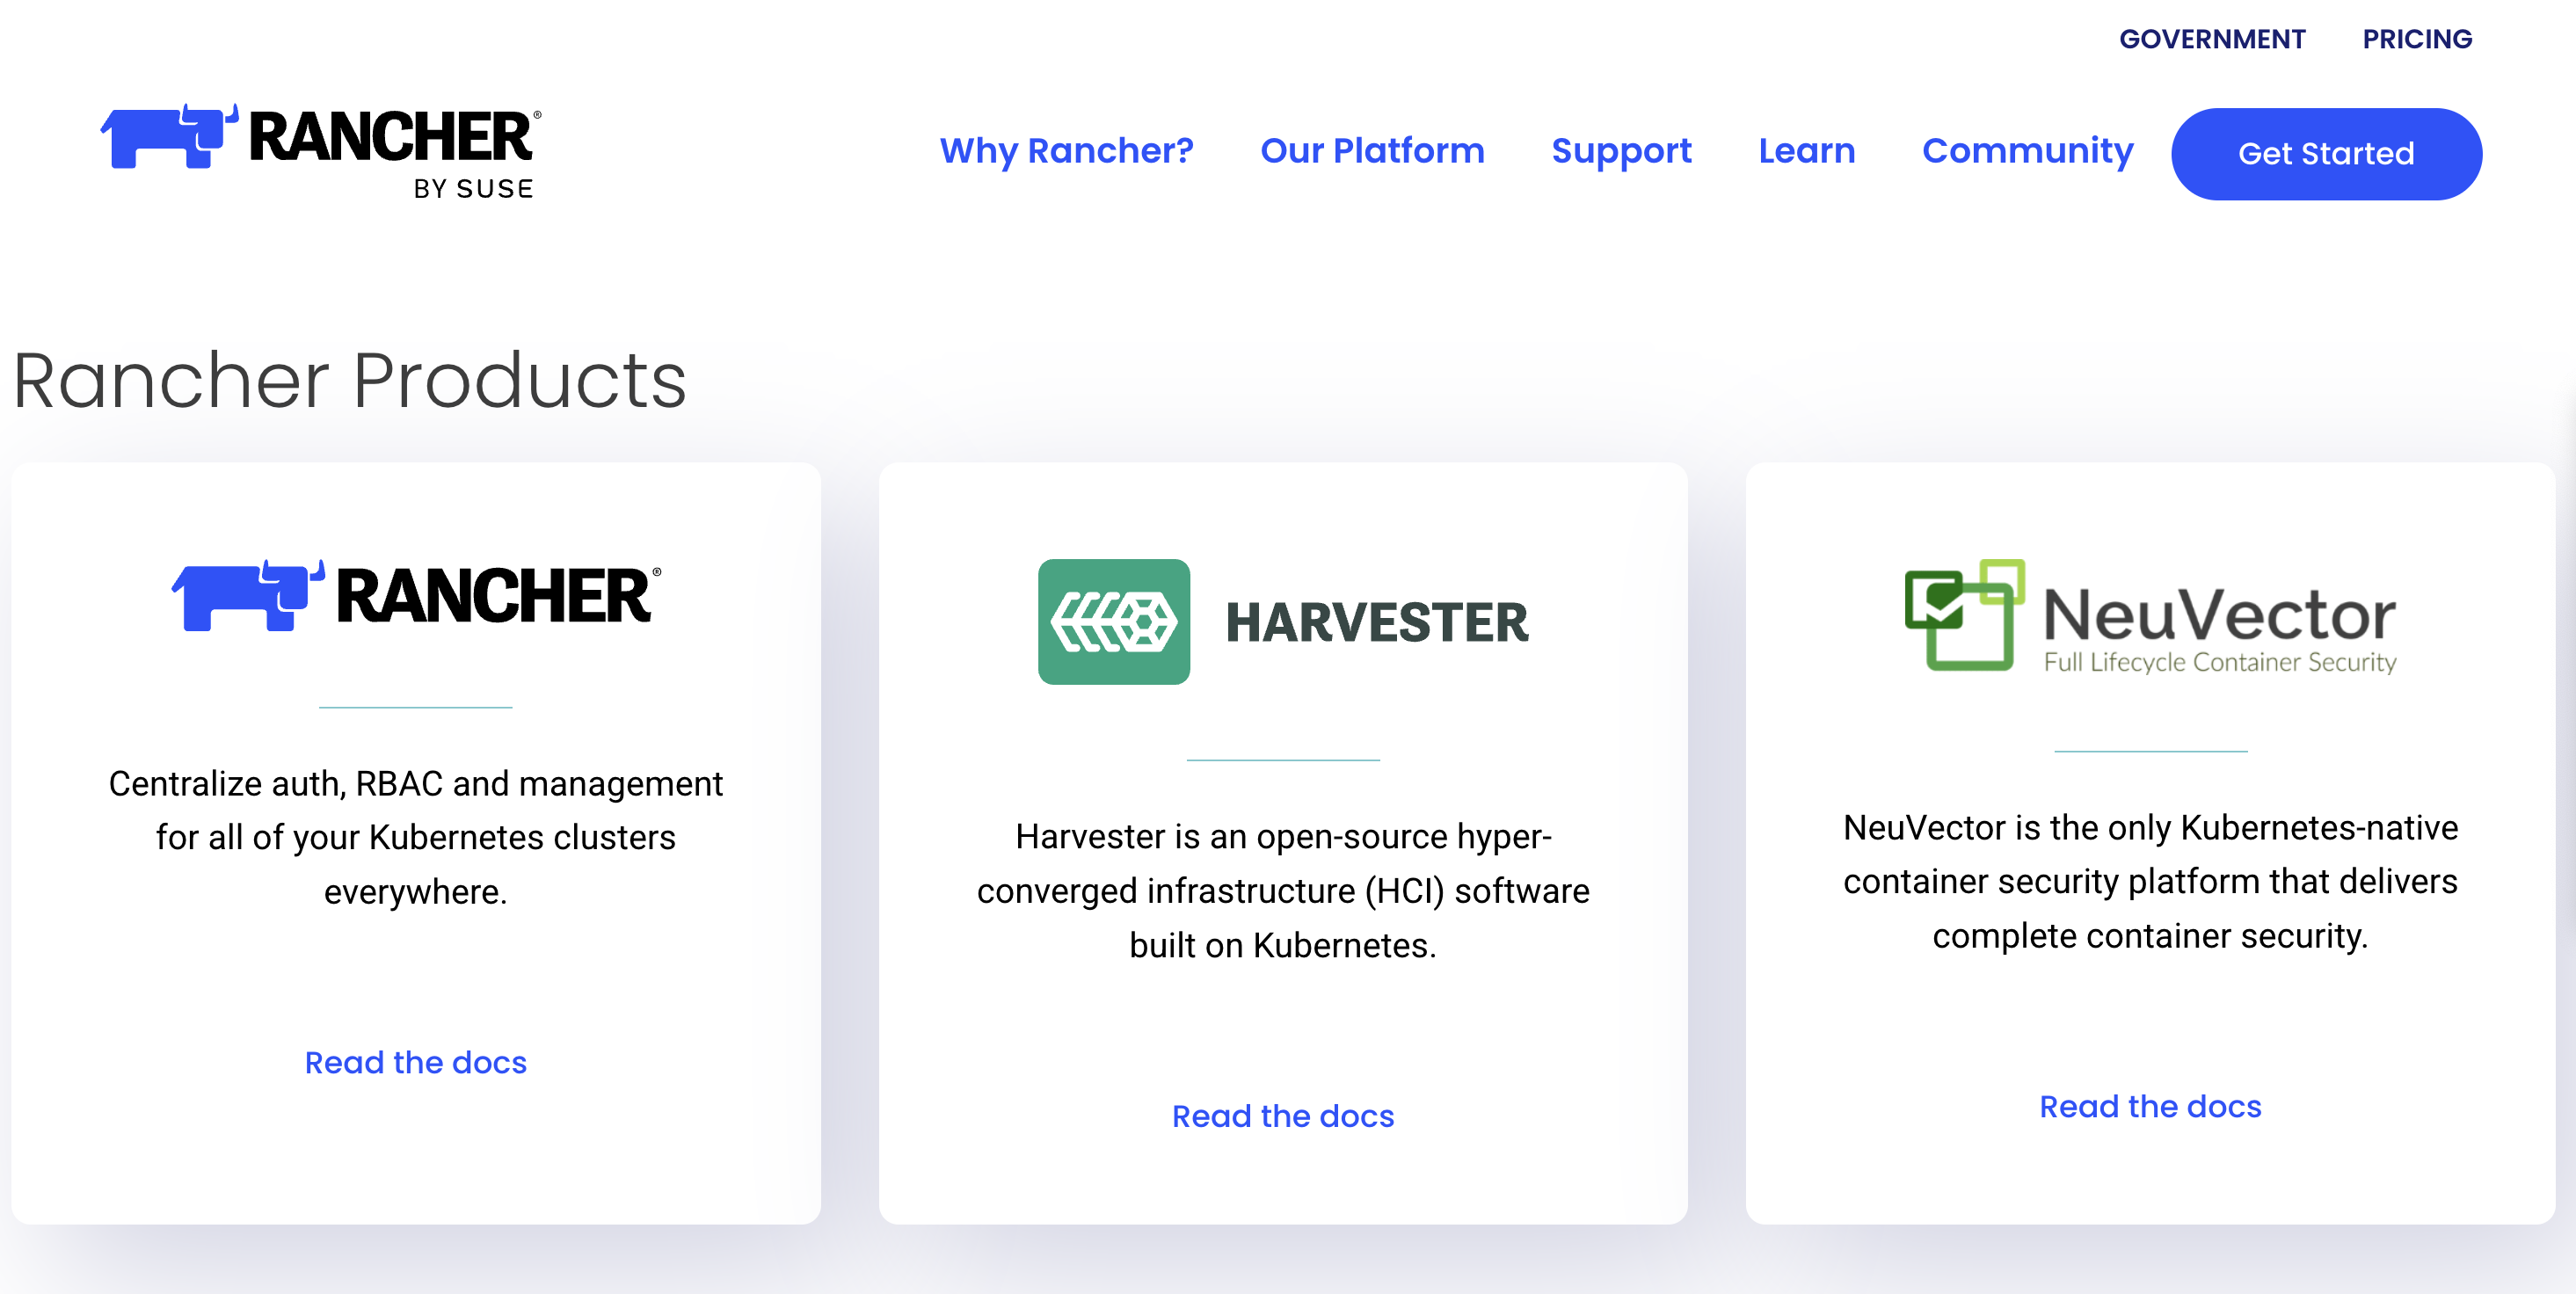 GOVERNMENT PRICING
RANCHER®
BY SUSE
Why Rancher? Our Platform Support Learn Community Get Started
Rancher Products
RANCHER®
Centralize auth, RBAC and management
for all of your Kubernetes clusters
everywhere.
Read the docs
HARVESTER
Harvester is an open-source hyper-
converged infrastructure (HCI) software
built on Kubernetes.
Read the docs
NeuVector
Full Lifecycle Container Security
NeuVector is the only Kubernetes-native
container security platform that delivers
complete container security.
Read the docs